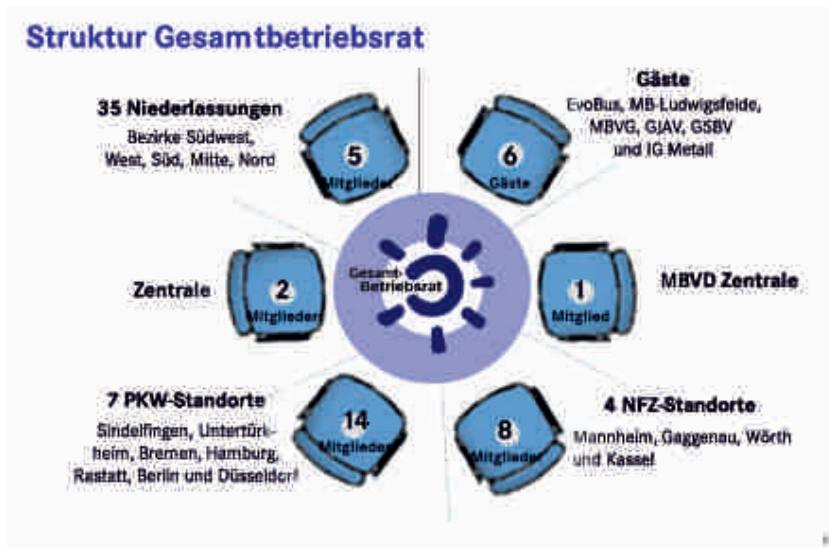 Struktur Gesamtbetriebsrat
35 Niederlassungen
Bezirke Südwest,
West, Süd, Mitte, Nord
5
Mitglieder
Gäste
EvoBus, MB-Ludwigsfelde,
MBVG, GJAV, GSBV
und IG Metall
6
Gäste
Zentrale
2
Mitglieder
Gesamt-
Betriebsrat
1
Mitglied
MBVD Zentrale
7 PKW-Standorte
Sindelfingen, Untertürk-
heim, Bremen, Hamburg,
Rastatt, Berlin und Düsseldorf
14
Mitglieder
8
Mitglieder
4 NFZ-Standorte
Mannheim, Gaggenau, Wörth
und Kassel